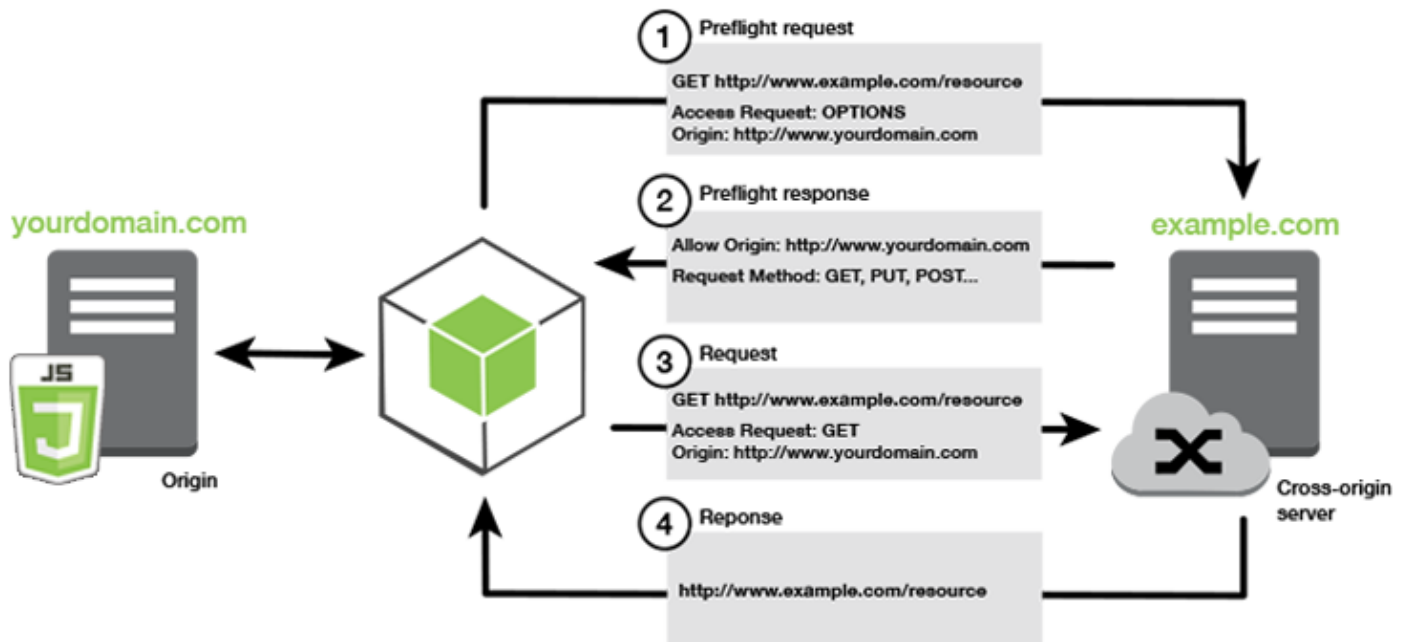 1
Preflight request
GET http://www.example.com/resource
Access Request: OPTIONS
Origin: http://www.yourdomain.com
2
Preflight response
Allow Origin: http://www.yourdomain.com
Request Method: GET, PUT, POST...
yourdomain.com
JS
Origin
example.com
Cross-origin
server
3
Request
GET http://www.example.com/resource
Access Request: GET
Origin: http://www.yourdomain.com
4
Reponse
http://www.example.com/resource